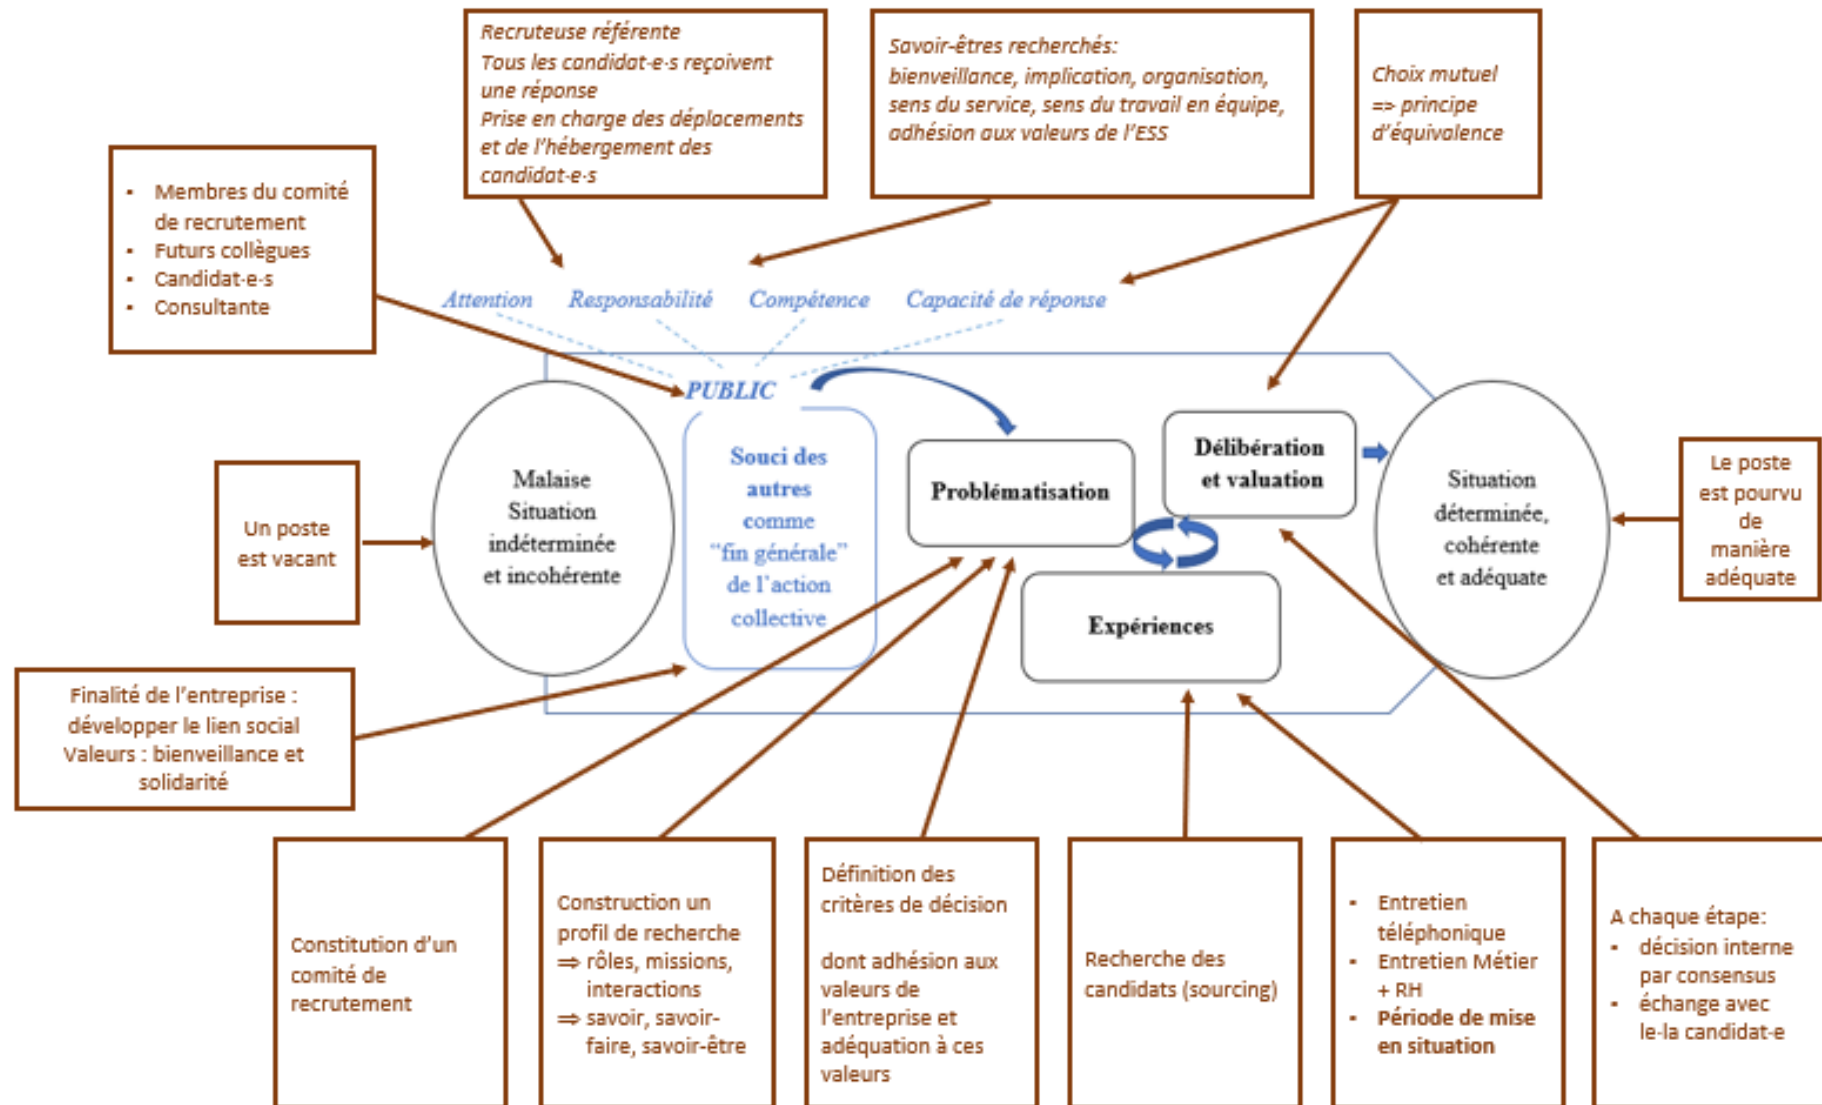 Recruteuse référente
Tous les candidat-e-s reçoivent
une réponse
Prise en charge des déplacements
et de l'hébergement des
candidat-e-s
Savoir-êtres recherchés:
bienveillance, implication, organisation,
sens du service, sens du travail en équipe,
adhésion aux valeurs de l'ESS
Choix mutuel
=> principe
d'équivalence
▪ Membres du comité
de recrutement
▪ Futurs collègues
▪ Candidat-e-s
▪ Consultante
Attention
Responsabilité
Compétence
Capacité de réponse
PUBLIC
Un poste
est vacant
Malaise
Situation
indéterminée
et incohérente
Souci des
autres
comme
“fin générale”
de l'action
collective
Problématisation
Délibération
et valuation
Expériences
Situation
déterminée,
cohérente
et adéquate
Le poste
est pourvu
de
manière
adéquate
Finalité de l'entreprise :
développer le lien social
Valeurs : bienveillance et
solidarité
Constitution d'un
comité de
recrutement
Construction un
profil de recherche
⇒ rôles, missions,
interactions
⇒ savoir, savoir-
faire, savoir-être
Définition des
critères de décision
dont adhésion aux
valeurs de
l'entreprise et
adéquation à ces
valeurs
Recherche des
candidats (sourcing)
▪ Entretien
téléphonique
▪ Entretien Métier
+ RH
▪ Période de mise
en situation
A chaque étape:
▪ décision interne
par consensus
▪ échange avec
le-la candidat-e